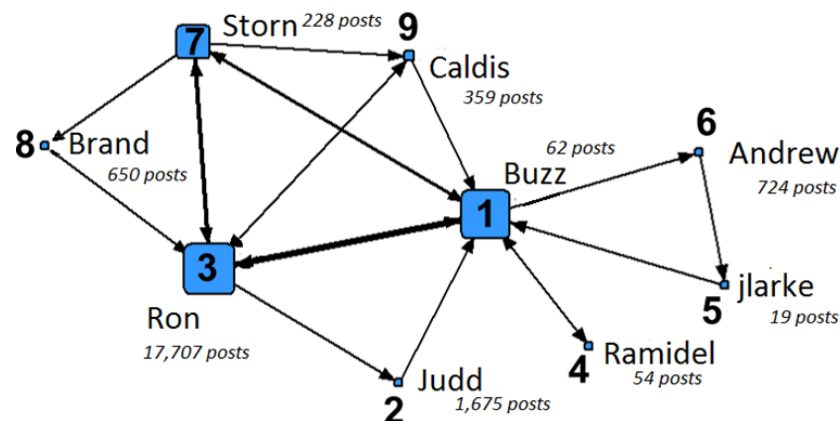 9
7
Storn 228 posts
Caldis
359 posts
6
8 Brand
650 posts
62 posts
Buzz
Andrew
724 posts
1
3
jlarke
5
19 posts
Ron
17,707 posts
Ramidel
4
54 posts
Judd
2
1,675 posts